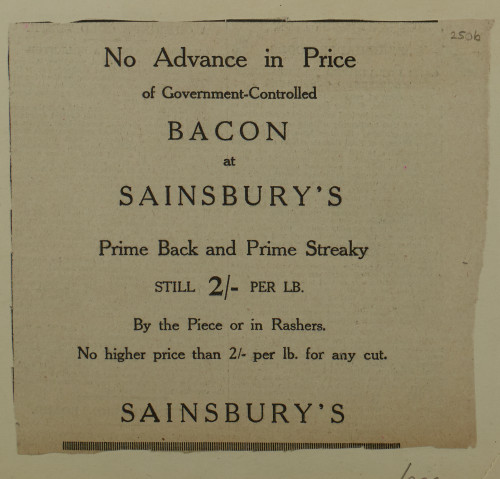 2506
No Advance in Price
of Government-Controlled
BACON
at
SAINSBURY'S
Prime Back and Prime Streaky
STILL 2/- PER LB.
By the Piece or in Rashers.
No higher price than 2/- per lb. for any cut.
SAINSBURY'S